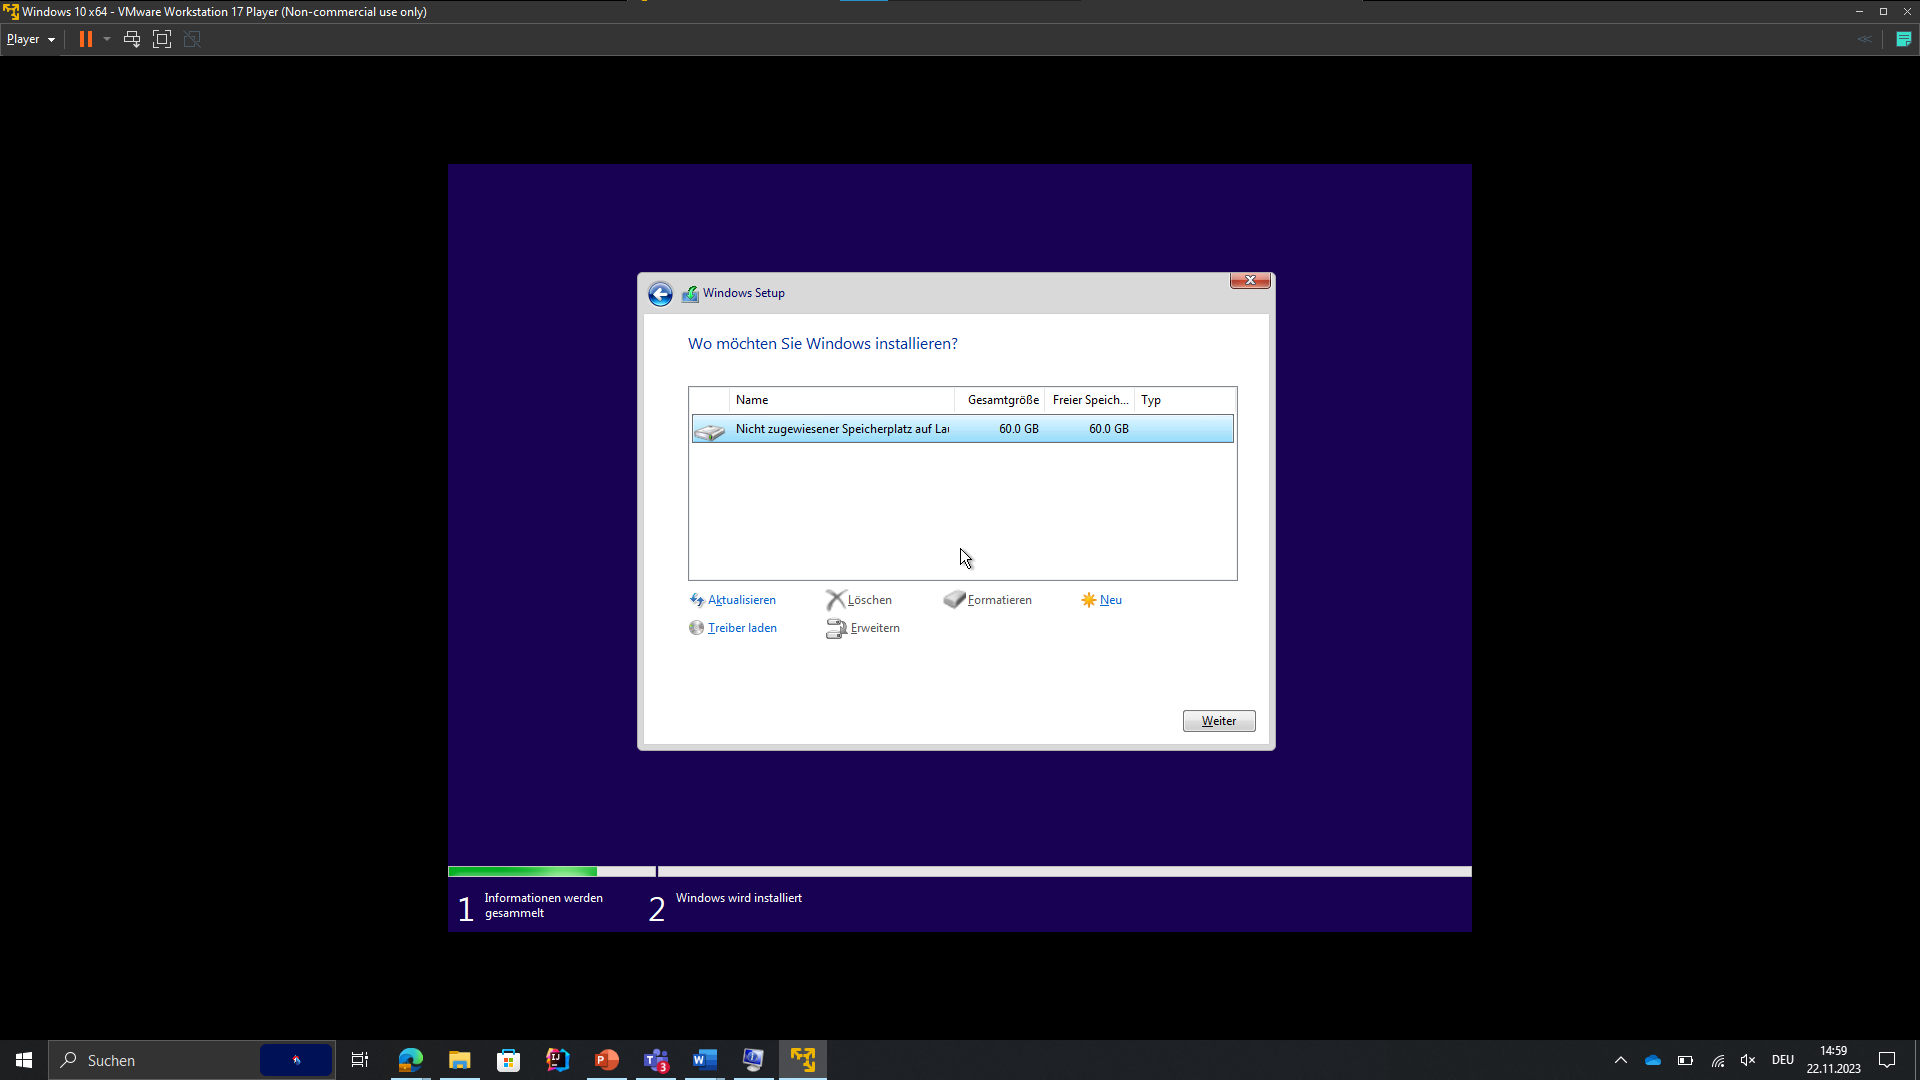 Windows 10 x64 - VMware Workstation 17 Player (Non-commercial use only)
Player
Windows Setup
Wo möchten Sie Windows installieren?
Name Gesamtgröße Freier Speich... Typ
Nicht zugewiesener Speicherplatz auf La 60.0 GB 60.0 GB
Aktualisieren Löschen Formatieren Neu
Treiber laden Erweitern
Weiter
1 Informationen werden
gesammelt
2 Windows wird installiert
Suchen
3
DEU
14:59
22.11.2023